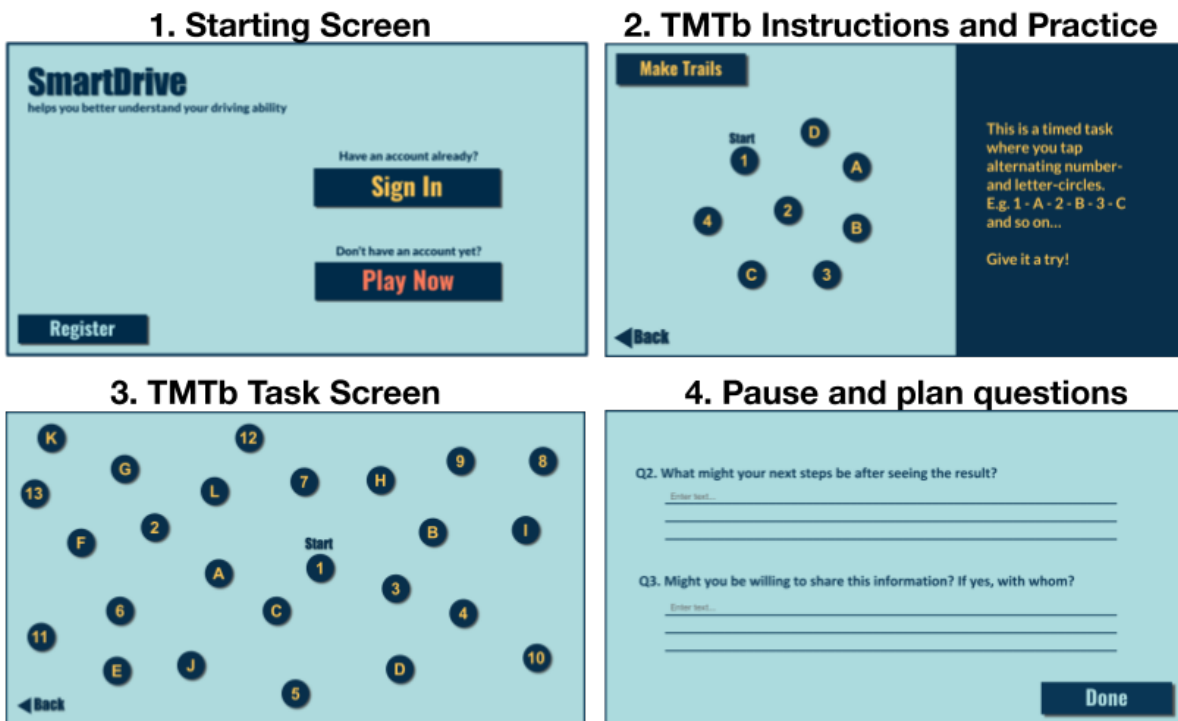 1. Starting Screen
SmartDrive
helps you better understand your driving ability
Have an account already?
Sign In
Don't have an account yet?
Play Now
Register
2. TMTb Instructions and Practice
Make Trails
D
Start
1
A
2
4
B
C
3
Back
This is a timed task
where you tap
alternating number-
and letter-circles.
E.g. 1 - A - 2 - B - 3 - C
and so on...
Give it a try!
3. TMTb Task Screen
K
12
G
9
8
13
L
7
H
2
F
B
I
Start
1
A
3
6
C
4
11
E
J
D
10
5
Back
4. Pause and plan questions
Q2. What might your next steps be after seeing the result?
Enter text...
Q3. Might you be willing to share this information? If yes, with whom?
Enter text...
Done